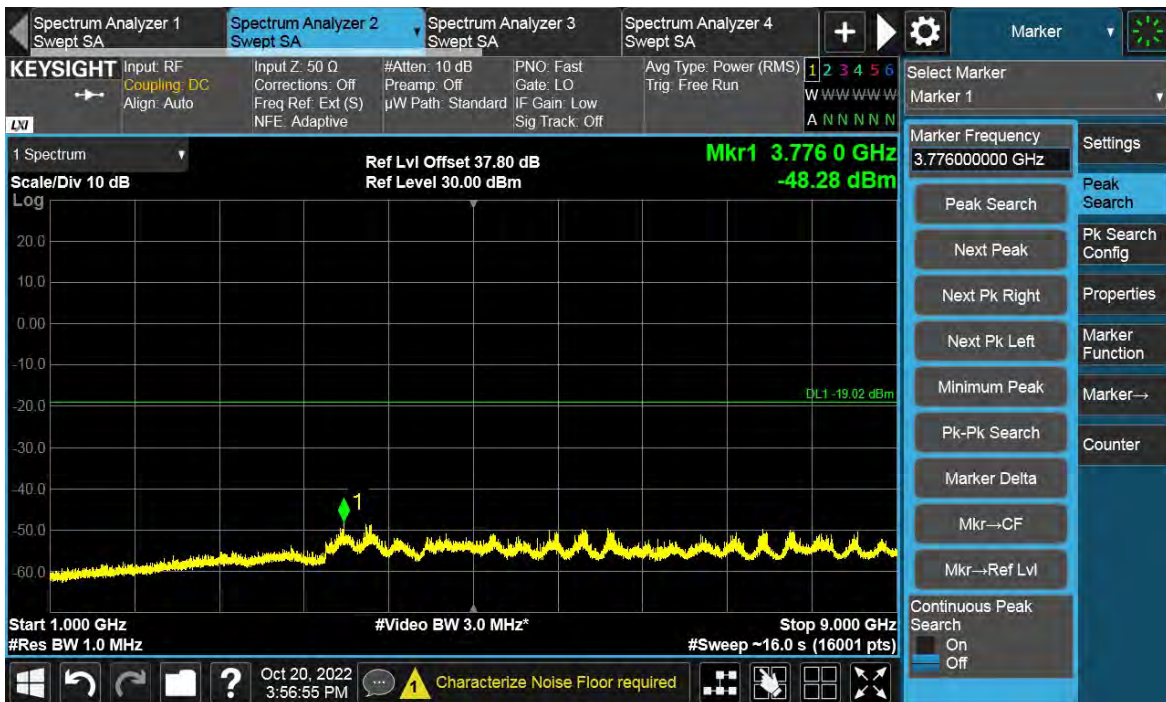 Spectrum Analyzer 1
Swept SA
Spectrum Analyzer 2
Swept SA
Spectrum Analyzer 3
Swept SA
Spectrum Analyzer 4
Swept SA
+
Marker
KEYSIGHT
LXI
Input: RF
Coupling: DC
Align: Auto
Input Z: 50 Ω
Corrections: Off
Freq Ref: Ext (S)
NFE: Adaptive
#Atten: 10 dB
Preamp: Off
µW Path: Standard
PNO: Fast
Gate: LO
IF Gain: Low
Sig Track: Off
Avg Type: Power (RMS)
Trig: Free Run
1 2 3 4 5 6
W W W W W W
A N N N N N
Select Marker
Marker 1
1 Spectrum
Scale/Div 10 dB
Log
Ref Lvl Offset 37.80 dB
Ref Level 30.00 dBm
Mkr1 3.776 0 GHz
-48.28 dBm
20.0
10.0
0.00
-10.0
-20.0
-30.0
-40.0
-50.0
-60.0
DL1 -19.02 dBm
1
Start 1.000 GHz
#Res BW 1.0 MHz
#Video BW 3.0 MHz*
Stop 9.000 GHz
#Sweep ~16.0 s (16001 pts)
Marker Frequency
3.776000000 GHz
Peak Search
Next Peak
Next Pk Right
Next Pk Left
Minimum Peak
Pk-Pk Search
Marker Delta
Mkr→CF
Mkr→Ref Lvl
Continuous Peak
Search
On
Off
Settings
Peak
Search
Pk Search
Config
Properties
Marker
Function
Marker→
Counter
?
Oct 20, 2022
3:56:55 PM
1
Characterize Noise Floor required